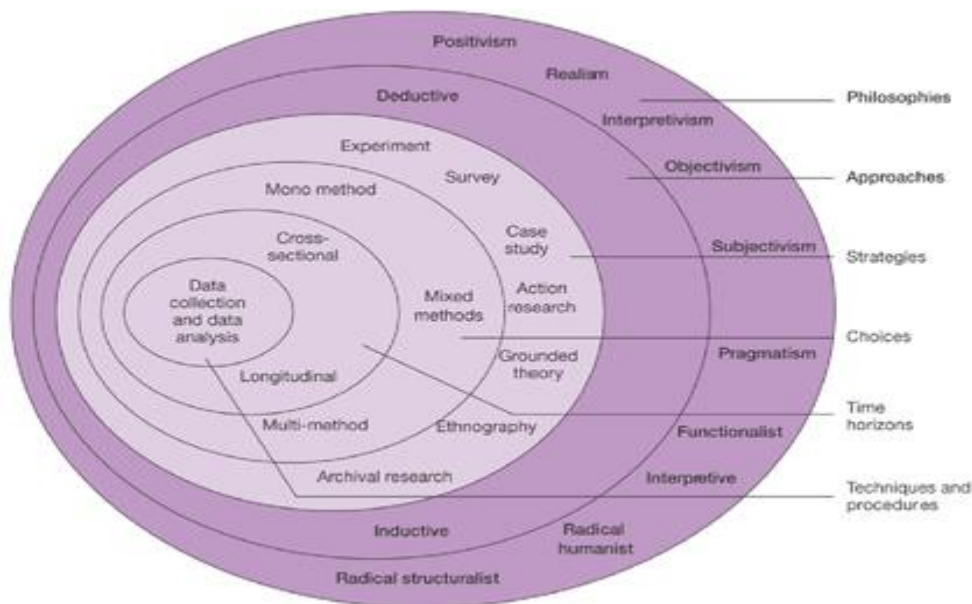 Positivism
Realism
Philosophies
Deductive
Interpretivism
Experiment
Objectivism
Approaches
Survey
Mono method
Case
study
Cross-
sectional
Subjectivism
Strategies
Data
collection
and data
analysis
Mixed
methods
Action
research
Choices
Pragmatism
Grounded
theory
Longitudinal
Time
horizons
Multi-method
Ethnography
Functionalist
Archival research
Interpretive
Techniques and
procedures
Inductive
Radical
humanist
Radical structuralist